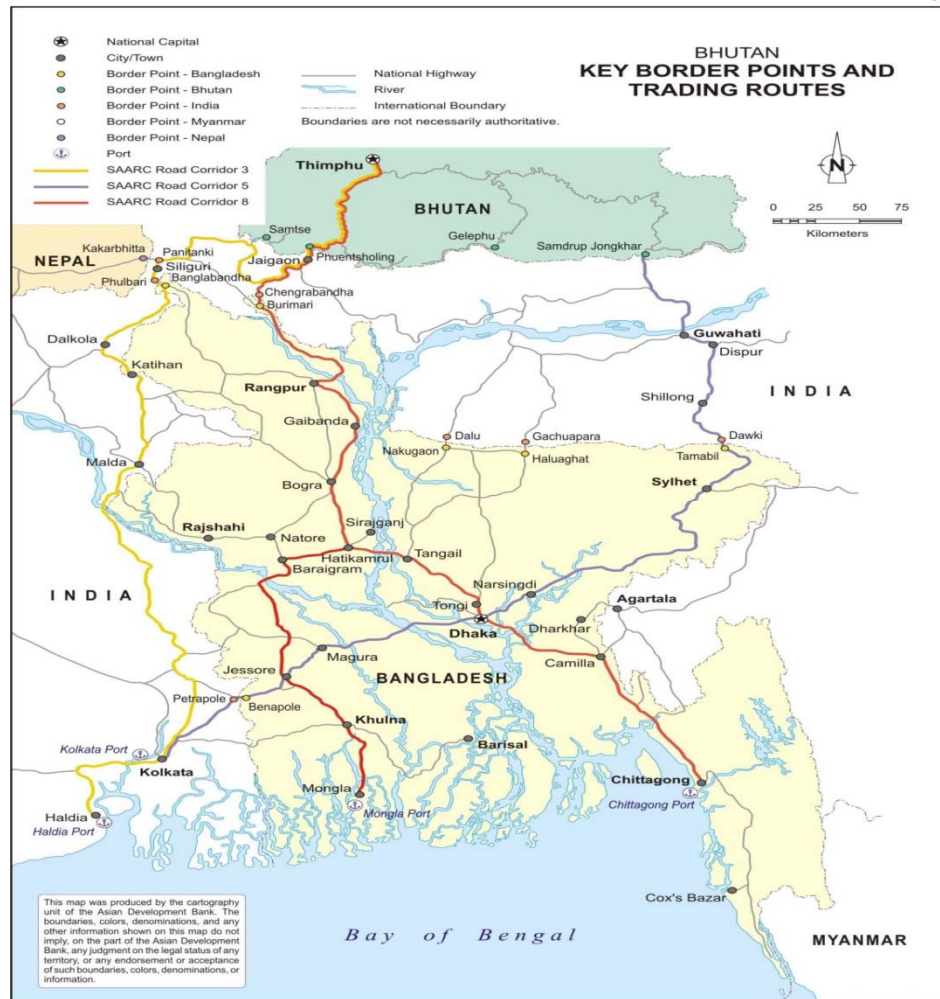 BHUTAN
KEY BORDER POINTS AND
TRADING ROUTES
National Capital
City/Town
Border Point - Bangladesh
Border Point - Bhutan
Border Point - India
Border Point - Myanmar
Border Point - Nepal
Port
SAARC Road Corridor 3
SAARC Road Corridor 5
SAARC Road Corridor 8
National Highway
River
International Boundary
Boundaries are not necessarily authoritative.
N
0 25 50 75
Kilometers
Thimphu
BHUTAN
Samtse
Gelephu
Samdrup Jongkhar
Kakarbhitta
Panitanki
NEPAL
Siliguri
Jaigaon
Phuentsholing
Phulbari
Banglabandha
Chengrabandha
Burimari
Guwahati
Dispur
Dalkola
Katihan
Rangpur
INDIA
Shillong
Gaibanda
Dalu
Gachuapara
Dawki
Nakugaon
Haluaghat
Tamabil
Malda
Bogra
Sylhet
Rajshahi
Natore
Sirajganj
Hatikamrul
Tangail
Baraigram
INDIA
Narsingdi
Tongi
Agartala
Dhaka
Dharkhar
Magura
Camilla
Jessore
BANGLADESH
Petrapole
Benapole
Khulna
Barisal
Kolkata Port
Kolkata
Mongla
Mongla Port
Chittagong
Chittagong Port
Haldia
Haldia Port
Cox's Bazar
Bay of Bengal
MYANMAR
This map was produced by the cartography
unit of the Asian Development Bank. The
boundaries, colors, denominations, and any
other information shown on this map do not
imply, on the part of the Asian Development
Bank, any judgment on the legal status of any
territory, or any endorsement or acceptance
of such boundaries, colors, denominations, or
information.